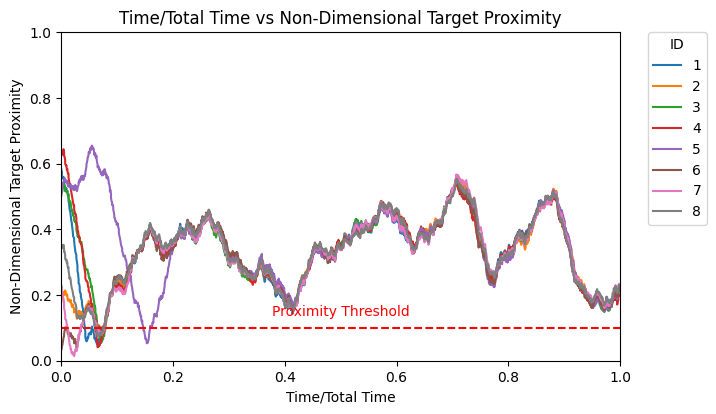 Time/Total Time vs Non-Dimensional Target Proximity
Non-Dimensional Target Proximity
1.0
0.8
0.6
0.4
0.2
0.0
Proximity Threshold
0.0 0.2 0.4 0.6 0.8 1.0
Time/Total Time
ID
1
2
3
4
5
6
7
8